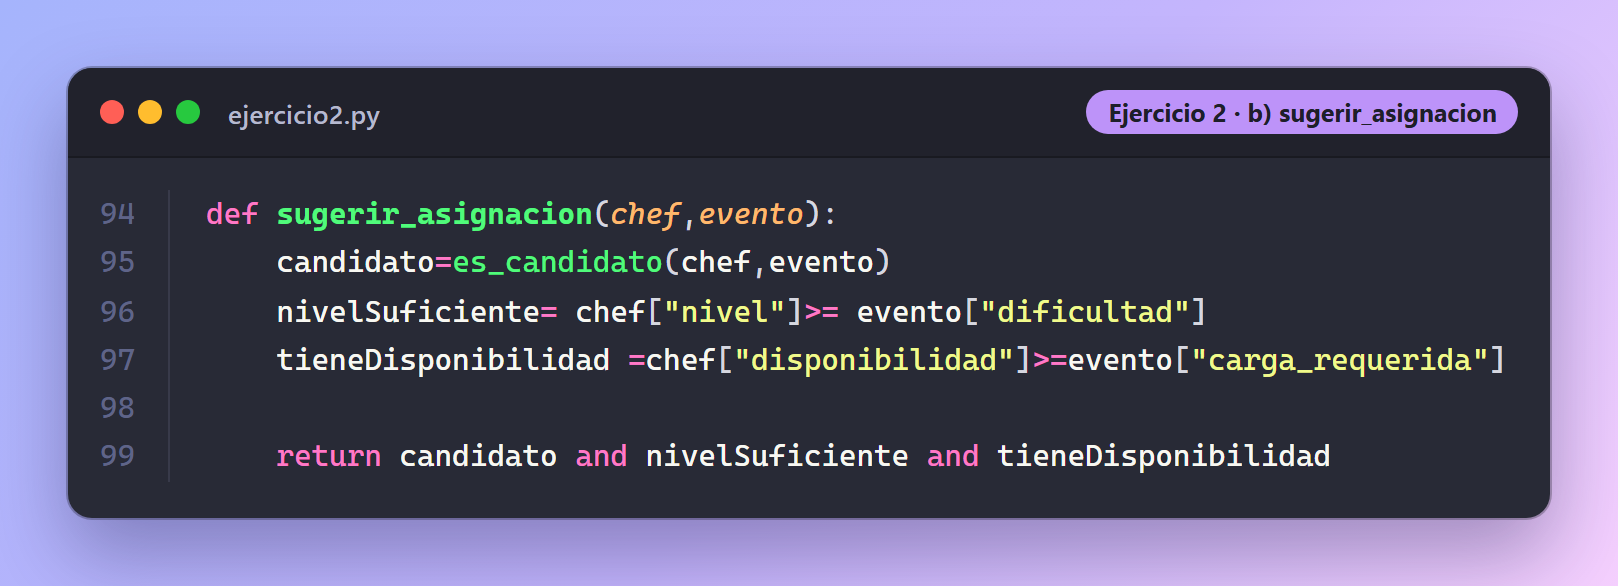 ejercicio2.py
Ejercicio 2 · b) sugerir_asignacion
94 def sugerir_asignacion(chef,evento):
95     candidato=es_candidato(chef,evento)
96     nivelSuficiente= chef["nivel"]>= evento["dificultad"]
97     tieneDisponibilidad =chef["disponibilidad"]>=evento["carga_requerida"]
98
99     return candidato and nivelSuficiente and tieneDisponibilidad